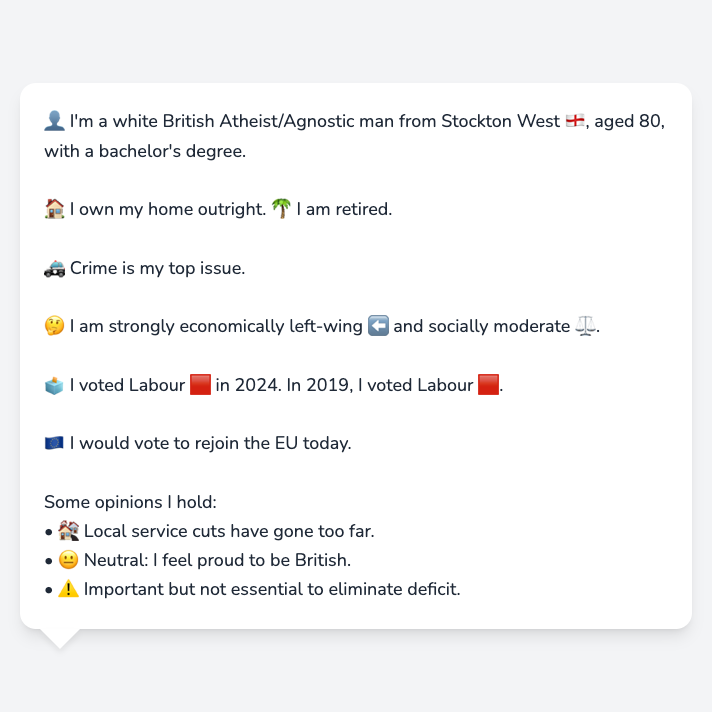 👤 I'm a white British Atheist/Agnostic man from Stockton West 🏴󠁧󠁢󠁥󠁮󠁧󠁿, aged 80,
with a bachelor's degree.
🏠 I own my home outright. 🌴 I am retired.
🚓 Crime is my top issue.
🤔 I am strongly economically left-wing ⬅️ and socially moderate ⚖️.
🗳️ I voted Labour 🟥 in 2024. In 2019, I voted Labour 🟥.
🇪🇺 I would vote to rejoin the EU today.
Some opinions I hold:
• 🏚️ Local service cuts have gone too far.
• 😐 Neutral: I feel proud to be British.
• ⚠️ Important but not essential to eliminate deficit.